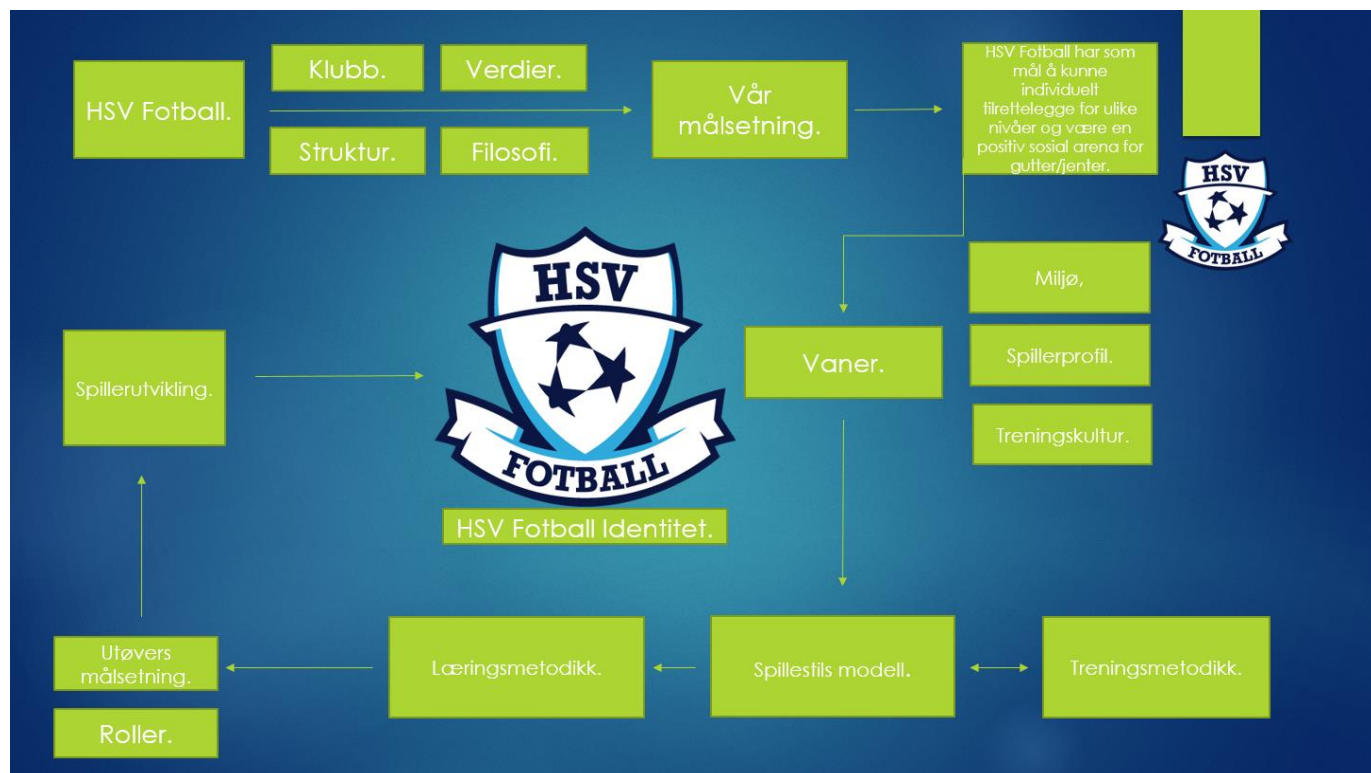 HSV Fotball.
Klubb.
Verdier.
Struktur.
Filosofi.
Vår
målsetning.
HSV Fotball har som
mål å kunne
individuelt
tilrettelegge for ulike
nivåer og være en
positiv sosial arena for
gutter/jenter.
HSV
FOTBALL
HSV
FOTBALL
HSV Fotball Identitet.
Vaner.
Miljø,
Spillerprofil.
Treningskultur.
Spillerutvikling.
Utøvers
målsetning.
Roller.
Læringsmetodikk.
Spillestils modell.
Treningsmetodikk.